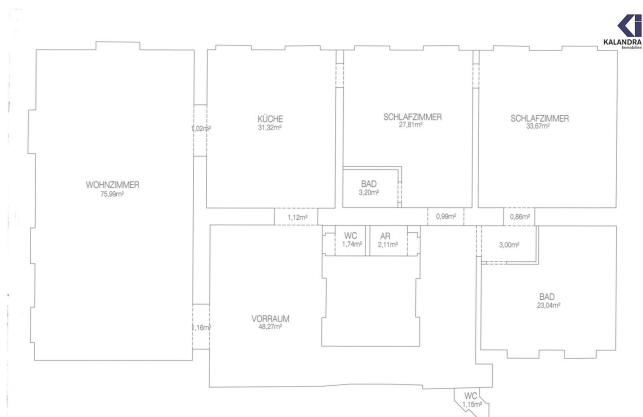 KALANDRA
Immobilien
KÜCHE
31,32m²
SCHLAFZIMMER
27,81m²
SCHLAFZIMMER
33,67m²
1,02m²
WOHNZIMMER
75,99m²
BAD
3,20m²
1,12m²
0,99m²
0,86m²
WC
1,74m²
AR
2,11m²
3,00m²
BAD
23,04m²
VORRAUM
48,27m²
1,16m²
WC
1,15m²